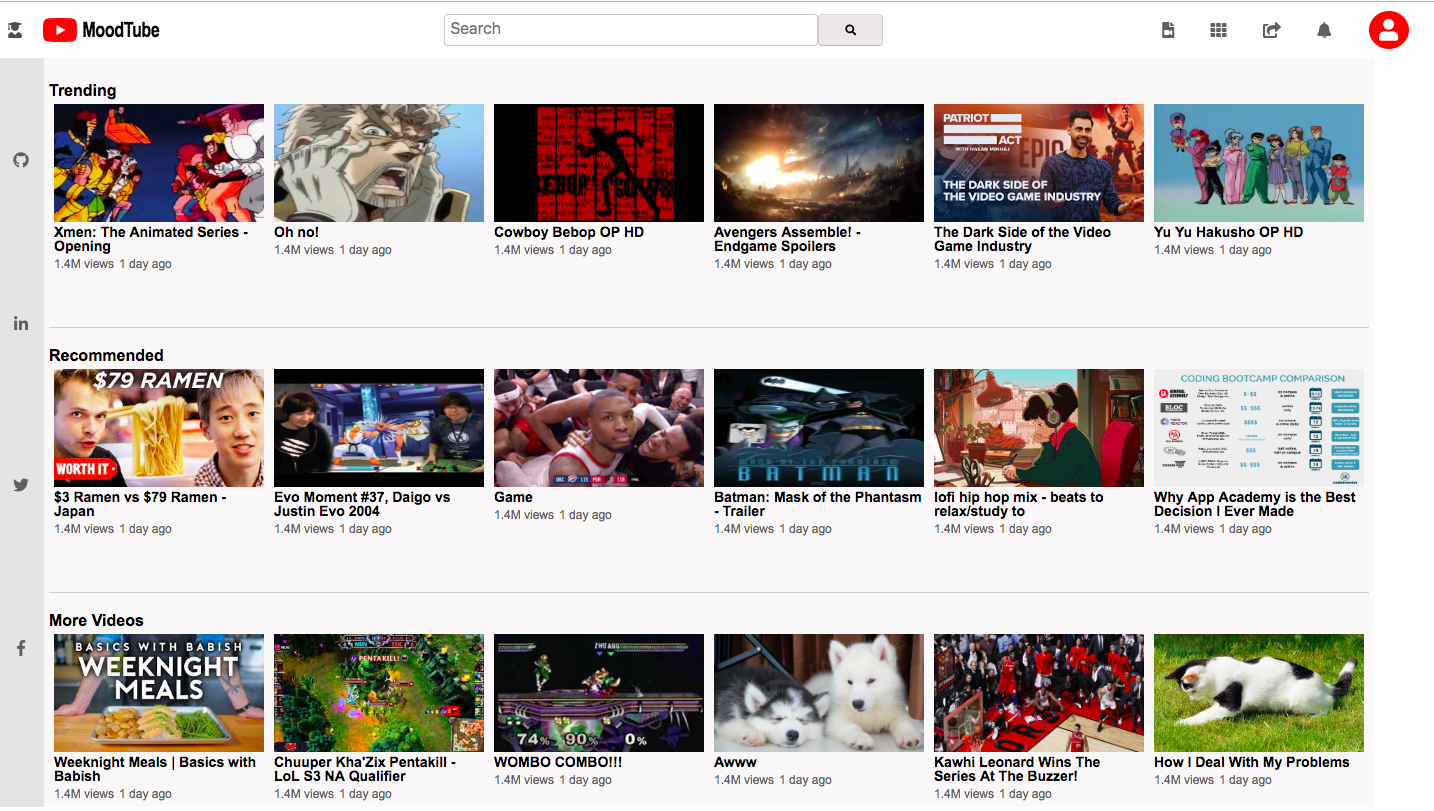 MoodTube
Search
Trending
BEBOP
PATRIOT
ACT
WITH HASAN MINHAJ
EPIC
THE DARK SIDE OF
THE VIDEO GAME INDUSTRY
Xmen: The Animated Series -
Opening
1.4M views 1 day ago
Oh no!
1.4M views 1 day ago
Cowboy Bebop OP HD
1.4M views 1 day ago
Avengers Assemble! -
Endgame Spoilers
1.4M views 1 day ago
The Dark Side of the Video
Game Industry
1.4M views 1 day ago
Yu Yu Hakusho OP HD
1.4M views 1 day ago
Recommended
$79 RAMEN
WORTH IT
OKC 115 POR 118
BATMAN
CODING BOOTCAMP COMPARISON
BLOC
$-$$
$$-$$$
$$$$
$$$
$$-$$$
codementor
$3 Ramen vs $79 Ramen -
Japan
1.4M views 1 day ago
Evo Moment #37, Daigo vs
Justin Evo 2004
1.4M views 1 day ago
Game
1.4M views 1 day ago
Batman: Mask of the Phantasm
- Trailer
1.4M views 1 day ago
lofi hip hop mix - beats to
relax/study to
1.4M views 1 day ago
Why App Academy is the Best
Decision I Ever Made
1.4M views 1 day ago
More Videos
BASICS WITH BABISH
WEEKNIGHT
MEALS
PENTAKILL!
ZHU ANG
74% 90% 0%
Weeknight Meals | Basics with
Babish
1.4M views 1 day ago
Chuuper Kha'Zix Pentakill -
LoL S3 NA Qualifier
1.4M views 1 day ago
WOMBO COMBO!!!
1.4M views 1 day ago
Awww
1.4M views 1 day ago
Kawhi Leonard Wins The
Series At The Buzzer!
1.4M views 1 day ago
How I Deal With My Problems
1.4M views 1 day ago